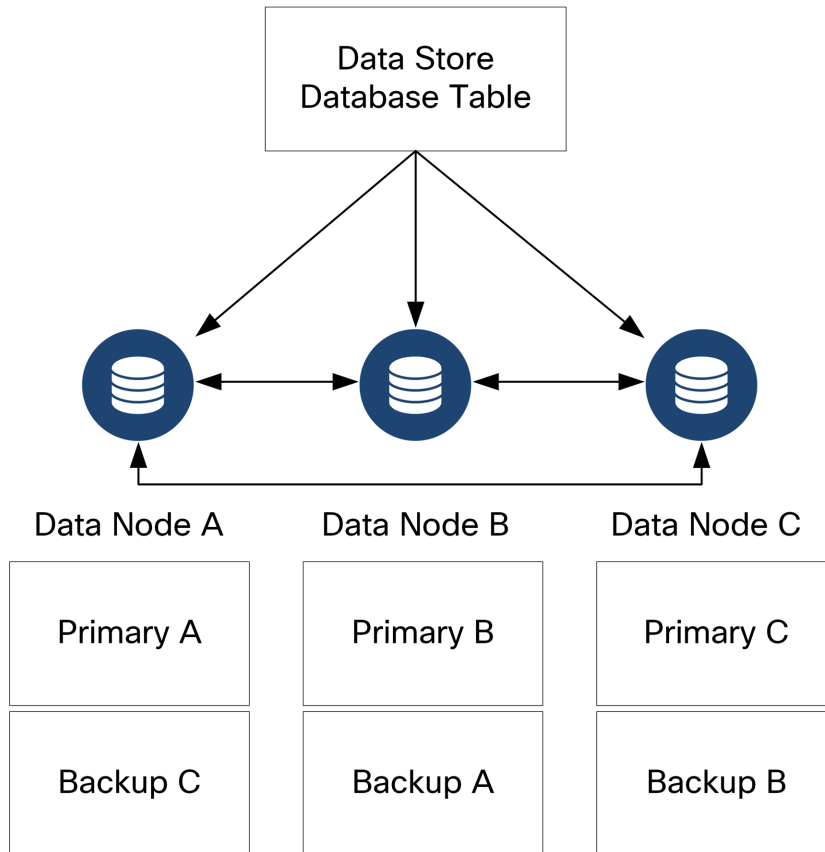 Data Store
Database Table
Data Node A
Data Node B
Data Node C
Primary A
Primary B
Primary C
Backup C
Backup A
Backup B